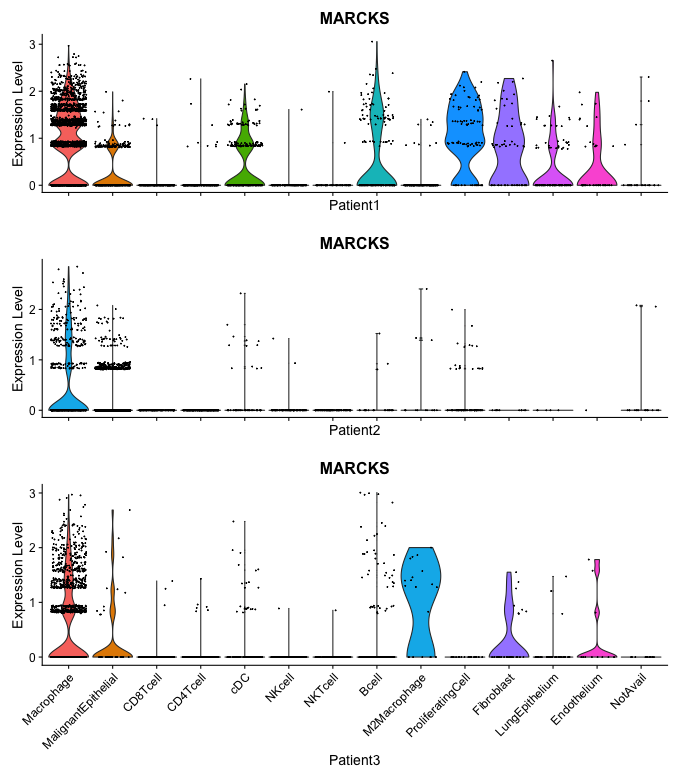 MARCKS
Expression Level
3
2
1
0
Patient1
MARCKS
Expression Level
2
1
0
Patient2
MARCKS
Expression Level
3
2
1
0
Macrophage
MalignantEpithelial
CD8Tcell
CD4Tcell
cDC
NKcell
NKTcell
Bcell
M2Macrophage
ProliferatingCell
Fibroblast
LungEpithelium
Endothelium
NotAvail
Patient3